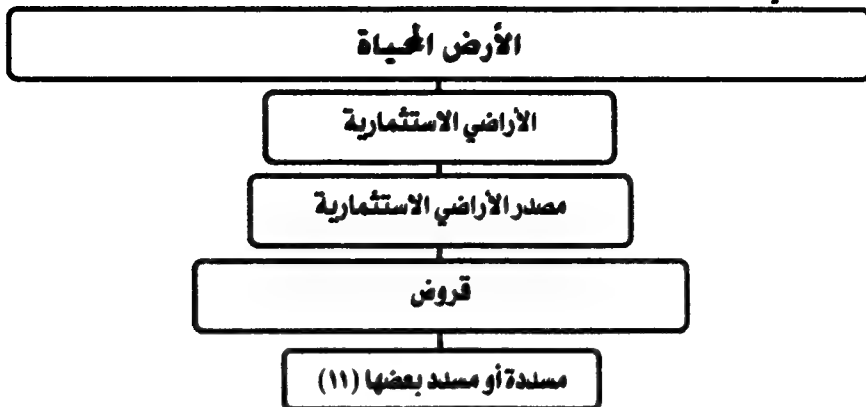 الأرض المحياة
الأراضي الاستثمارية
مصدر الأراضي الاستثمارية
قروض
مسددة أو مسدد بعضها (١١)